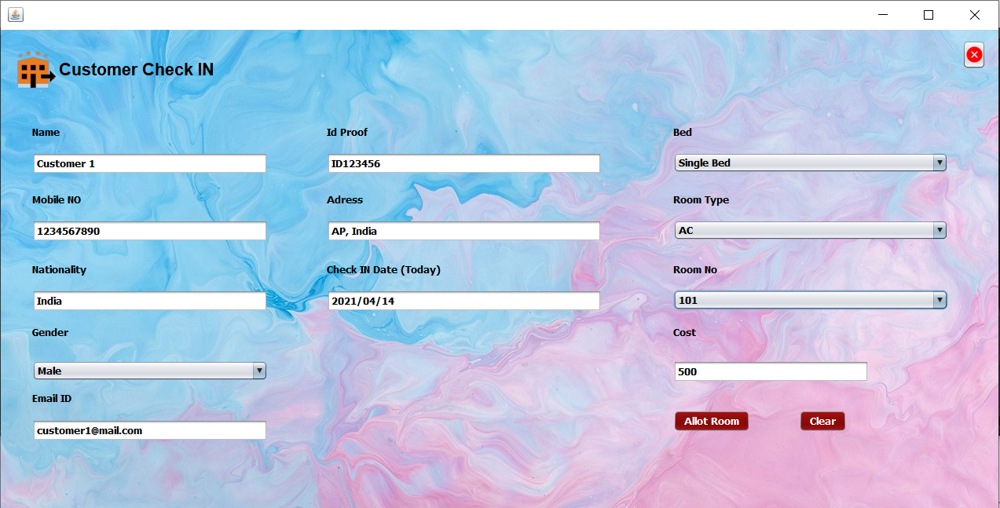 Customer Check IN
Name
Id Proof
Bed
Customer 1
ID123456
Single Bed
Mobile NO
Adress
Room Type
1234567890
AP, India
AC
Nationality
Check IN Date (Today)
Room No
India
2021/04/14
101
Gender
Cost
Male
500
Email ID
Allot Room
Clear
customer1@mail.com